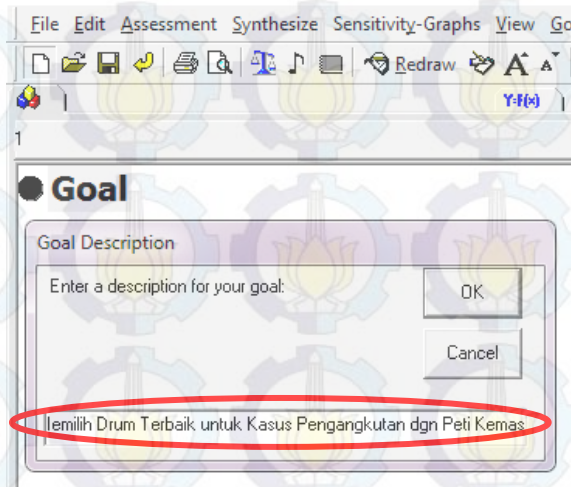 File Edit Assessment Synthesize Sensitivity-Graphs View Go
Redraw A A
Y=F(x)
1
Goal
Goal Description
Enter a description for your goal:
OK
Cancel
lemilih Drum Terbaik untuk Kasus Pengangkutan dgn Peti Kemas